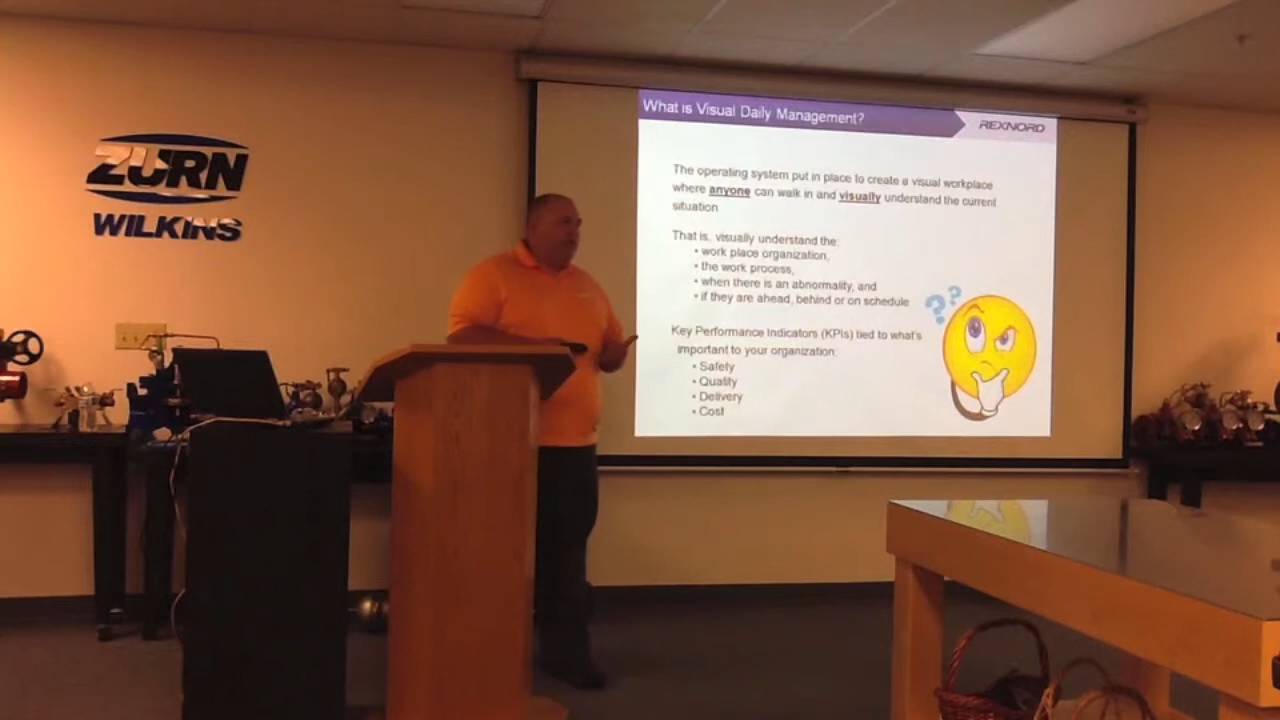 ZURN
WILKINS
What is Visual Daily Management?
REXNORD
The operating system put in place to create a visual workplace
where anyone can walk in and visually understand the current
situation
That is, visually understand the:
• work place organization,
• the work process,
• when there is an abnormality, and
• if they are ahead, behind or on schedule
??
Key Performance Indicators (KPIs) tied to what's
important to your organization:
• Safety
• Quality
• Delivery
• Cost